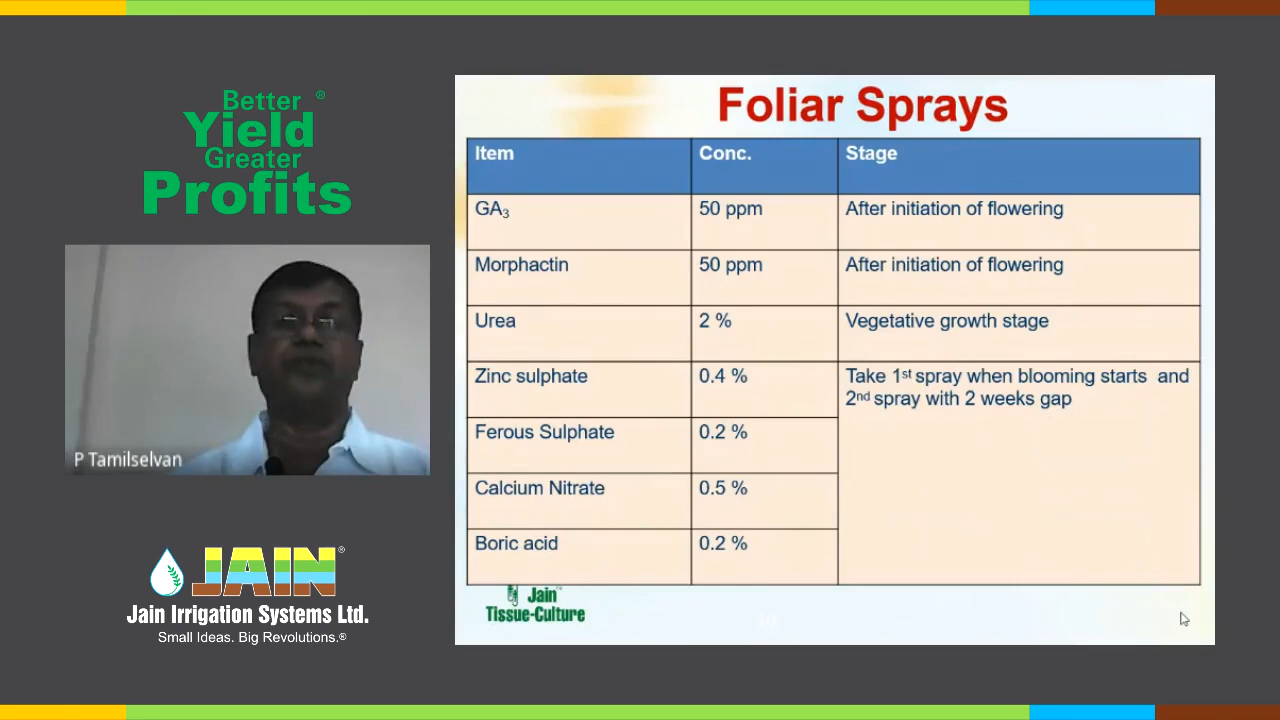 Better ®
Yield
Greater
Profits
P Tamilselvan
JAIN ®
Jain Irrigation Systems Ltd.
Small Ideas. Big Revolutions.®
Foliar Sprays
Item Conc. Stage
GA₃ 50 ppm After initiation of flowering
Morphactin 50 ppm After initiation of flowering
Urea 2 % Vegetative growth stage
Zinc sulphate 0.4 % Take 1st spray when blooming starts and
2nd spray with 2 weeks gap
Ferous Sulphate 0.2 %
Calcium Nitrate 0.5 %
Boric acid 0.2 %
Jain
Tissue-Culture